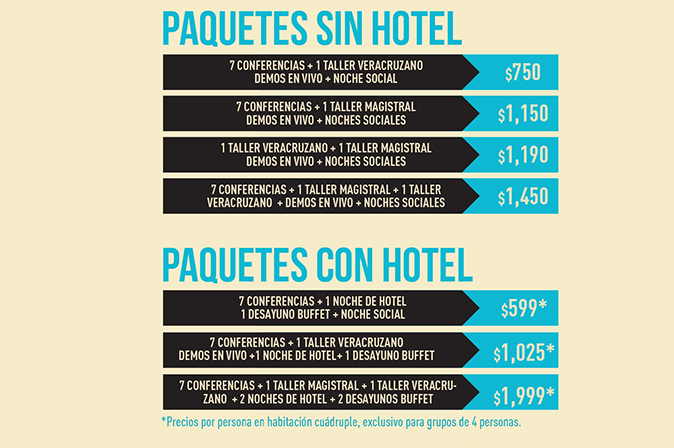 PAQUETES SIN HOTEL
7 CONFERENCIAS + 1 TALLER VERACRUZANO
DEMOS EN VIVO + NOCHE SOCIAL
$750
7 CONFERENCIAS + 1 TALLER MAGISTRAL
DEMOS EN VIVO + NOCHES SOCIALES
$1,150
1 TALLER VERACRUZANO + 1 TALLER MAGISTRAL
DEMOS EN VIVO + NOCHES SOCIALES
$1,190
7 CONFERENCIAS + 1 TALLER MAGISTRAL + 1 TALLER
VERACRUZANO + DEMOS EN VIVO + NOCHES SOCIALES
$1,450
PAQUETES CON HOTEL
7 CONFERENCIAS + 1 NOCHE DE HOTEL
1 DESAYUNO BUFFET + NOCHE SOCIAL
$599*
7 CONFERENCIAS + 1 TALLER VERACRUZANO
DEMOS EN VIVO +1 NOCHE DE HOTEL+ 1 DESAYUNO BUFFET
$1,025*
7 CONFERENCIAS + 1 TALLER MAGISTRAL + 1 TALLER VERACRU-
ZANO + 2 NOCHES DE HOTEL + 2 DESAYUNOS BUFFET
$1,999*
*Precios por persona en habitación cuádruple, exclusivo para grupos de 4 personas.